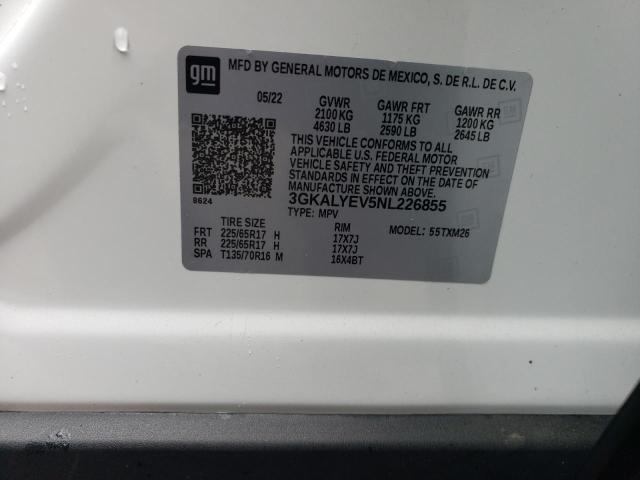 gm
MFD BY GENERAL MOTORS DE MEXICO, S. DE R.L. DE C.V.
05/22 GVWR GAWR FRT GAWR RR
2100 KG 1175 KG 1200 KG
4630 LB 2590 LB 2645 LB
THIS VEHICLE CONFORMS TO ALL
APPLICABLE U.S. FEDERAL MOTOR
VEHICLE SAFETY AND THEFT PREVENTION
STANDARDS IN EFFECT ON THE DATE OF
MANUFACTURE SHOWN ABOVE.
8624 3GKALYEV5NL226855
TYPE: MPV
TIRE SIZE RIM MODEL: 55TXM26
FRT 225/65R17 H 17X7J
RR 225/65R17 H 17X7J
SPA T135/70R16 M 16X4BT